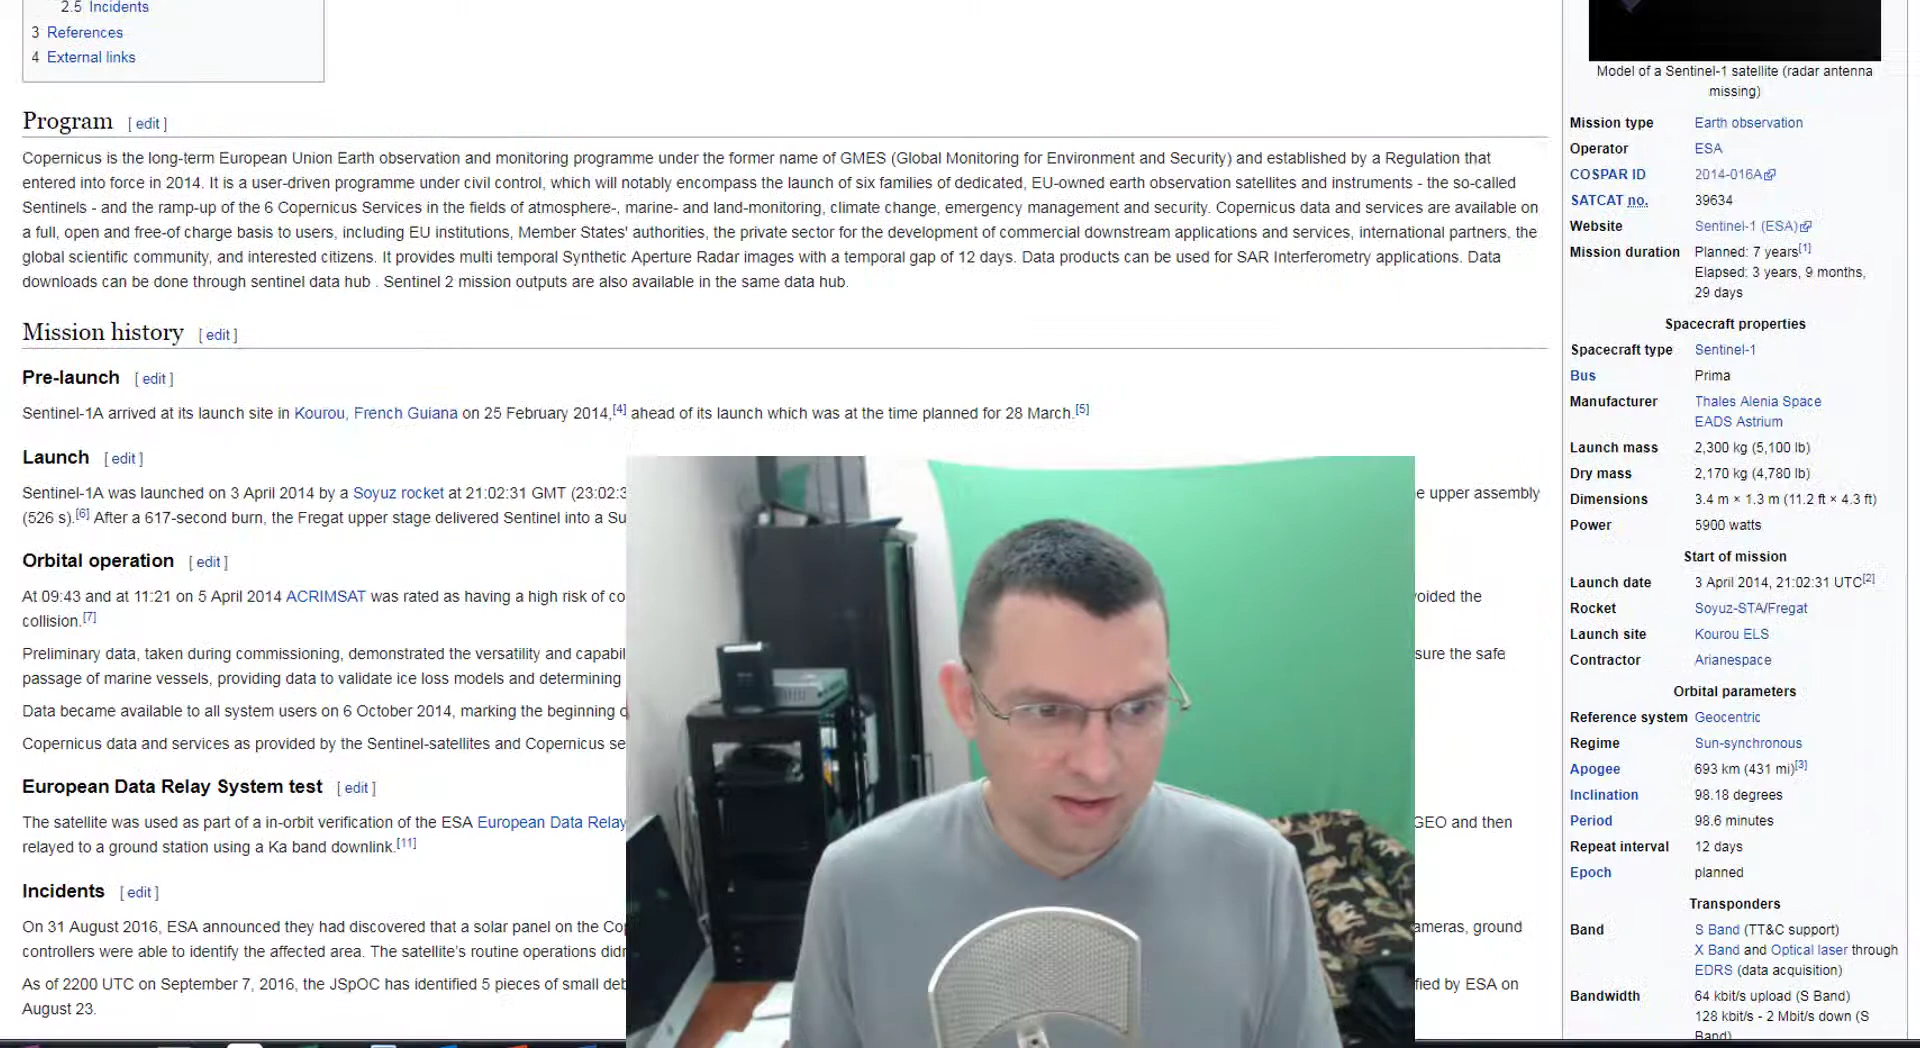 2.5 Incidents
3 References
4 External links
Program [ edit ]
Copernicus is the long-term European Union Earth observation and monitoring programme under the former name of GMES (Global Monitoring for Environment and Security) and established by a Regulation that
entered into force in 2014. It is a user-driven programme under civil control, which will notably encompass the launch of six families of dedicated, EU-owned earth observation satellites and instruments - the so-called
Sentinels - and the ramp-up of the 6 Copernicus Services in the fields of atmosphere-, marine- and land-monitoring, climate change, emergency management and security. Copernicus data and services are available on
a full, open and free-of charge basis to users, including EU institutions, Member States' authorities, the private sector for the development of commercial downstream applications and services, international partners, the
global scientific community, and interested citizens. It provides multi temporal Synthetic Aperture Radar images with a temporal gap of 12 days. Data products can be used for SAR Interferometry applications. Data
downloads can be done through sentinel data hub . Sentinel 2 mission outputs are also available in the same data hub.
Mission history [ edit ]
Pre-launch [ edit ]
Sentinel-1A arrived at its launch site in Kourou, French Guiana on 25 February 2014,[4] ahead of its launch which was at the time planned for 28 March.[5]
Launch [ edit ]
Sentinel-1A was launched on 3 April 2014 by a Soyuz rocket at 21:02:31 GMT (23:02:3 e upper assembly
(526 s).[6] After a 617-second burn, the Fregat upper stage delivered Sentinel into a Su
Orbital operation [ edit ]
At 09:43 and at 11:21 on 5 April 2014 ACRIMSAT was rated as having a high risk of co voided the
collision.[7]
Preliminary data, taken during commissioning, demonstrated the versatility and capabil sure the safe
passage of marine vessels, providing data to validate ice loss models and determining
Data became available to all system users on 6 October 2014, marking the beginning o
Copernicus data and services as provided by the Sentinel-satellites and Copernicus se
European Data Relay System test [ edit ]
The satellite was used as part of a in-orbit verification of the ESA European Data Relay GEO and then
relayed to a ground station using a Ka band downlink.[11]
Incidents [ edit ]
On 31 August 2016, ESA announced they had discovered that a solar panel on the Cop ameras, ground
controllers were able to identify the affected area. The satellite's routine operations didn
As of 2200 UTC on September 7, 2016, the JSpOC has identified 5 pieces of small deb fied by ESA on
August 23.
Model of a Sentinel-1 satellite (radar antenna
missing)
Mission type Earth observation
Operator ESA
COSPAR ID 2014-016A
SATCAT no. 39634
Website Sentinel-1 (ESA)
Mission duration Planned: 7 years[1]
Elapsed: 3 years, 9 months,
29 days
Spacecraft properties
Spacecraft type Sentinel-1
Bus Prima
Manufacturer Thales Alenia Space
EADS Astrium
Launch mass 2,300 kg (5,100 lb)
Dry mass 2,170 kg (4,780 lb)
Dimensions 3.4 m × 1.3 m (11.2 ft × 4.3 ft)
Power 5900 watts
Start of mission
Launch date 3 April 2014, 21:02:31 UTC[2]
Rocket Soyuz-STA/Fregat
Launch site Kourou ELS
Contractor Arianespace
Orbital parameters
Reference system Geocentric
Regime Sun-synchronous
Apogee 693 km (431 mi)[3]
Inclination 98.18 degrees
Period 98.6 minutes
Repeat interval 12 days
Epoch planned
Transponders
Band S Band (TT&C support)
X Band and Optical laser through
EDRS (data acquisition)
Bandwidth 64 kbit/s upload (S Band)
128 kbit/s - 2 Mbit/s down (S
Band)